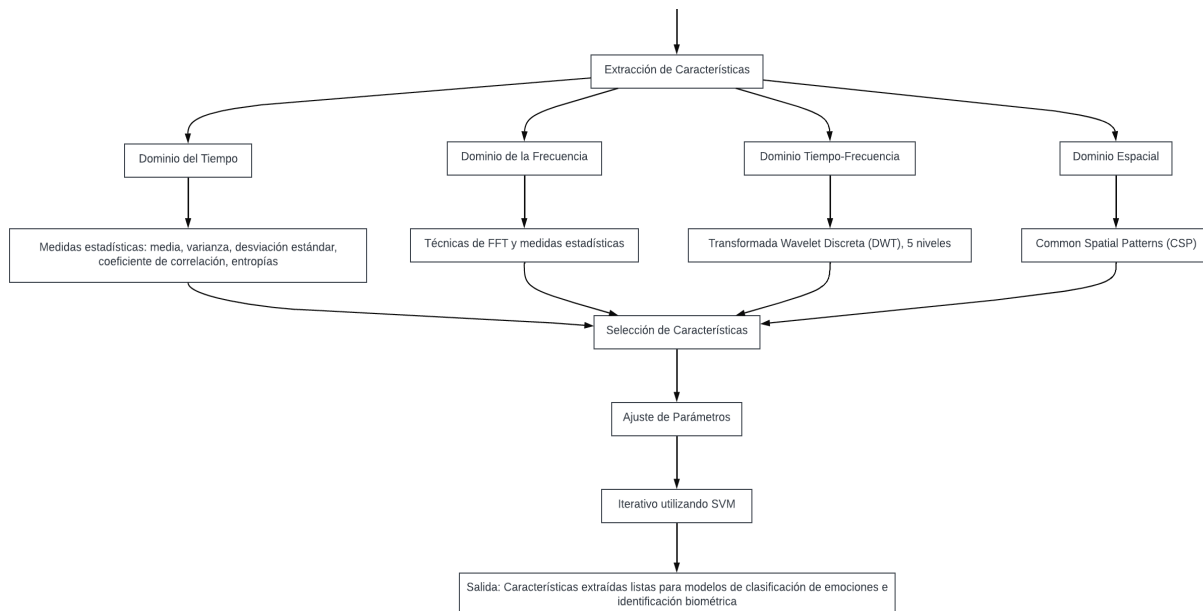 Extracción de Características
Dominio del Tiempo
Dominio de la Frecuencia
Dominio Tiempo-Frecuencia
Dominio Espacial
Medidas estadísticas: media, varianza, desviación estándar,
coeficiente de correlación, entropías
Técnicas de FFT y medidas estadísticas
Transformada Wavelet Discreta (DWT), 5 niveles
Common Spatial Patterns (CSP)
Selección de Características
Ajuste de Parámetros
Iterativo utilizando SVM
Salida: Características extraídas listas para modelos de clasificación de emociones e
identificación biométrica